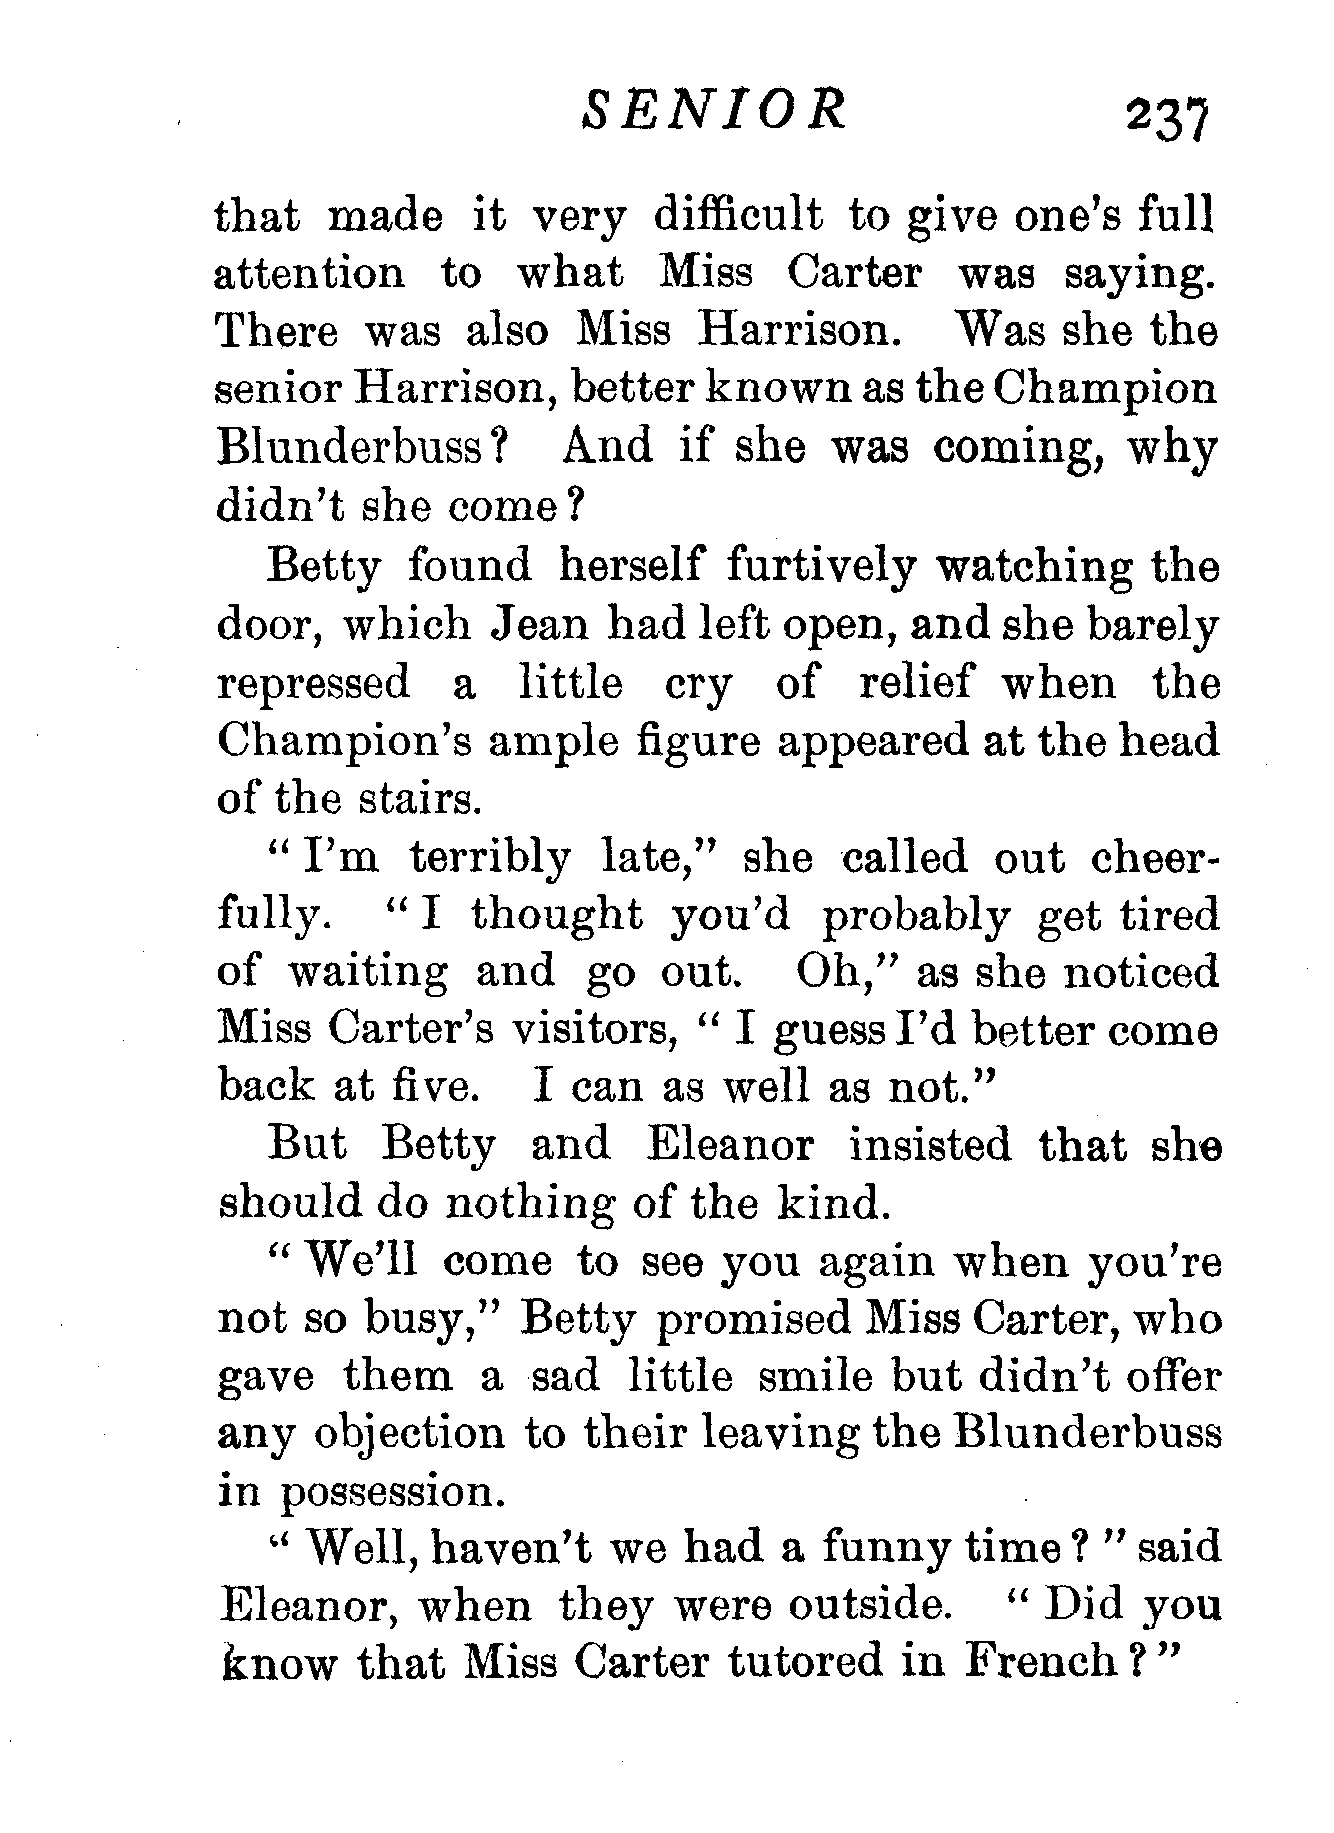 SENIOR 237
that made it very difficult to give one's full
attention to what Miss Carter was saying.
There was also Miss Harrison. Was she the
senior Harrison, better known as the Champion
Blunderbuss? And if she was coming, why
didn't she come?
Betty found herself furtively watching the
door, which Jean had left open, and she barely
repressed a little cry of relief when the
Champion's ample figure appeared at the head
of the stairs.
“ I'm terribly late,” she called out cheer-
fully. “ I thought you'd probably get tired
of waiting and go out. Oh,” as she noticed
Miss Carter's visitors, “ I guess I'd better come
back at five. I can as well as not.”
But Betty and Eleanor insisted that she
should do nothing of the kind.
“ We'll come to see you again when you're
not so busy,” Betty promised Miss Carter, who
gave them a sad little smile but didn't offer
any objection to their leaving the Blunderbuss
in possession.
“ Well, haven't we had a funny time? ” said
Eleanor, when they were outside. “ Did you
know that Miss Carter tutored in French? ”